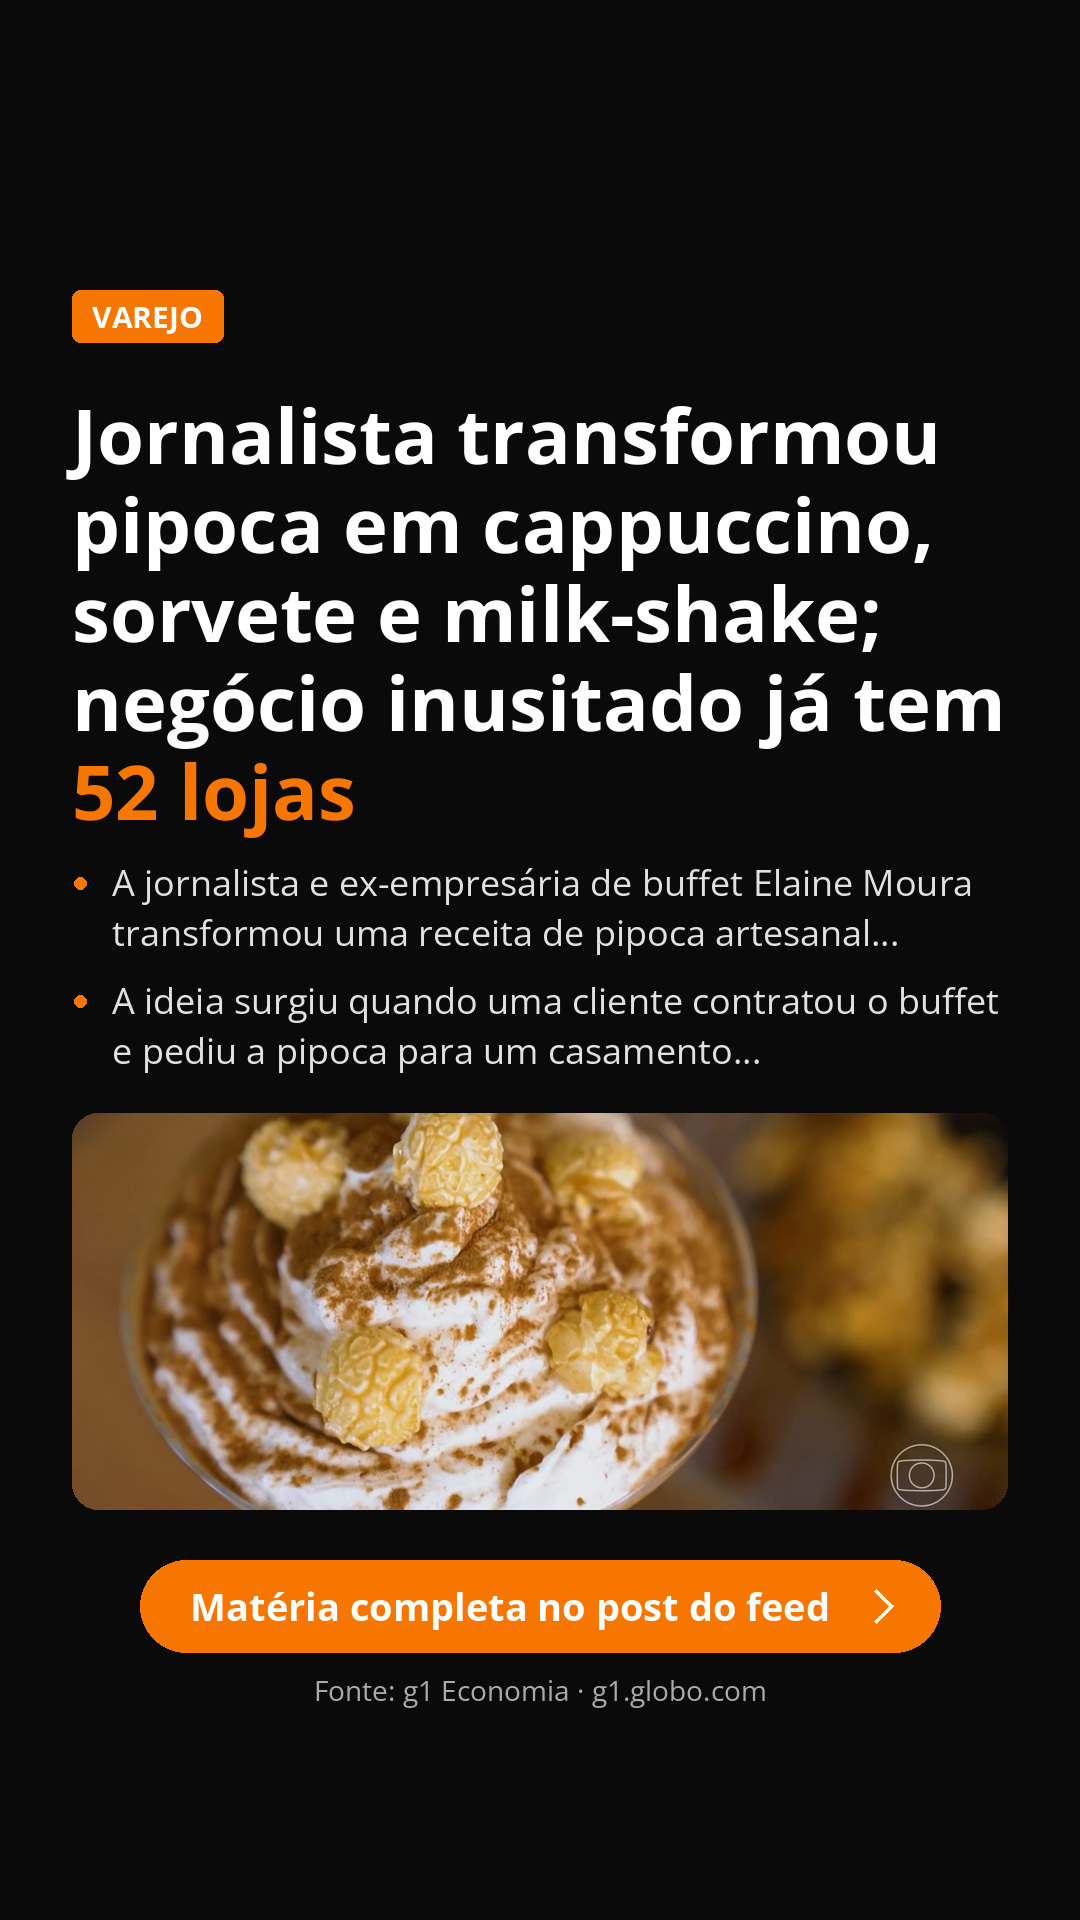 VAREJO
Jornalista transformou
pipoca em cappuccino,
sorvete e milk-shake;
negócio inusitado já tem
52 lojas
• A jornalista e ex-empresária de buffet Elaine Moura
transformou uma receita de pipoca artesanal...
• A ideia surgiu quando uma cliente contratou o buffet
e pediu a pipoca para um casamento...
Matéria completa no post do feed
Fonte: g1 Economia · g1.globo.com